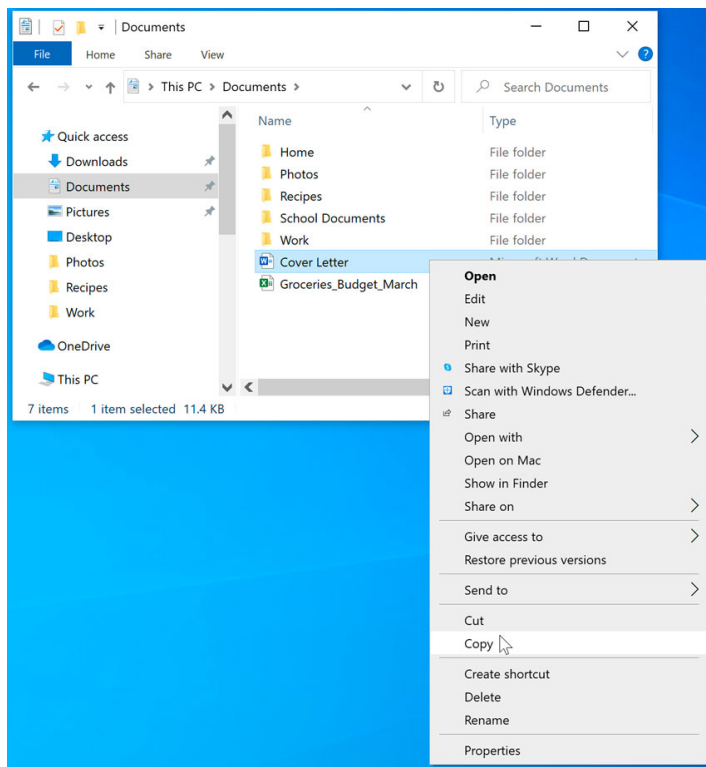 Documents
File Home Share View
This PC > Documents >
Search Documents
Name Type
Quick access
Downloads
Documents
Pictures
Desktop
Photos
Recipes
Work
OneDrive
This PC
Home File folder
Photos File folder
Recipes File folder
School Documents File folder
Work File folder
Cover Letter
Groceries_Budget_March
7 items 1 item selected 11.4 KB
Open
Edit
New
Print
Share with Skype
Scan with Windows Defender...
Share
Open with
Open on Mac
Show in Finder
Share on
Give access to
Restore previous versions
Send to
Cut
Copy
Create shortcut
Delete
Rename
Properties